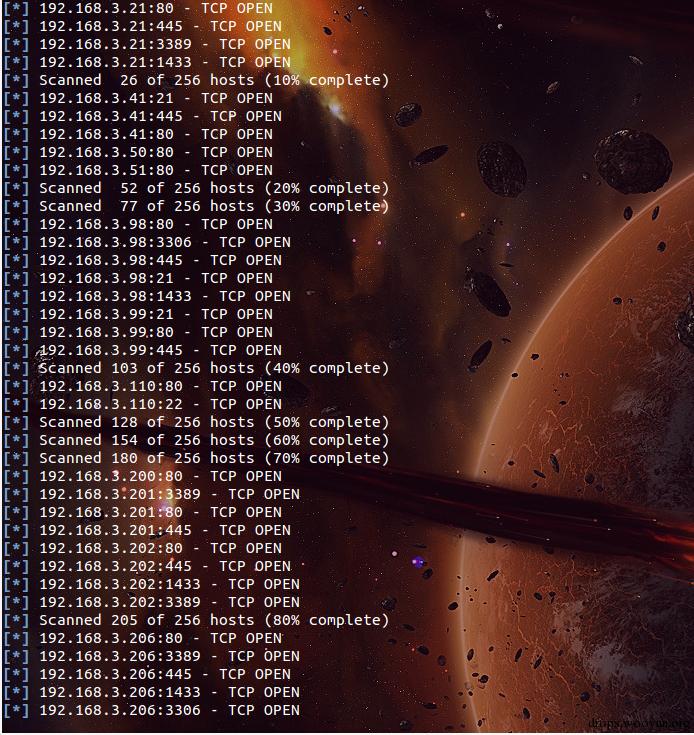 [*] 192.168.3.21:80 - TCP OPEN
[*] 192.168.3.21:445 - TCP OPEN
[*] 192.168.3.21:3389 - TCP OPEN
[*] 192.168.3.21:1433 - TCP OPEN
[*] Scanned  26 of 256 hosts (10% complete)
[*] 192.168.3.41:21 - TCP OPEN
[*] 192.168.3.41:445 - TCP OPEN
[*] 192.168.3.41:80 - TCP OPEN
[*] 192.168.3.50:80 - TCP OPEN
[*] 192.168.3.51:80 - TCP OPEN
[*] Scanned  52 of 256 hosts (20% complete)
[*] Scanned  77 of 256 hosts (30% complete)
[*] 192.168.3.98:80 - TCP OPEN
[*] 192.168.3.98:3306 - TCP OPEN
[*] 192.168.3.98:445 - TCP OPEN
[*] 192.168.3.98:21 - TCP OPEN
[*] 192.168.3.98:1433 - TCP OPEN
[*] 192.168.3.99:21 - TCP OPEN
[*] 192.168.3.99:80 - TCP OPEN
[*] 192.168.3.99:445 - TCP OPEN
[*] Scanned 103 of 256 hosts (40% complete)
[*] 192.168.3.110:80 - TCP OPEN
[*] 192.168.3.110:22 - TCP OPEN
[*] Scanned 128 of 256 hosts (50% complete)
[*] Scanned 154 of 256 hosts (60% complete)
[*] Scanned 180 of 256 hosts (70% complete)
[*] 192.168.3.200:80 - TCP OPEN
[*] 192.168.3.201:3389 - TCP OPEN
[*] 192.168.3.201:80 - TCP OPEN
[*] 192.168.3.201:445 - TCP OPEN
[*] 192.168.3.202:80 - TCP OPEN
[*] 192.168.3.202:445 - TCP OPEN
[*] 192.168.3.202:1433 - TCP OPEN
[*] 192.168.3.202:3389 - TCP OPEN
[*] Scanned 205 of 256 hosts (80% complete)
[*] 192.168.3.206:80 - TCP OPEN
[*] 192.168.3.206:3389 - TCP OPEN
[*] 192.168.3.206:445 - TCP OPEN
[*] 192.168.3.206:1433 - TCP OPEN
[*] 192.168.3.206:3306 - TCP OPEN
drops.wooyun.org